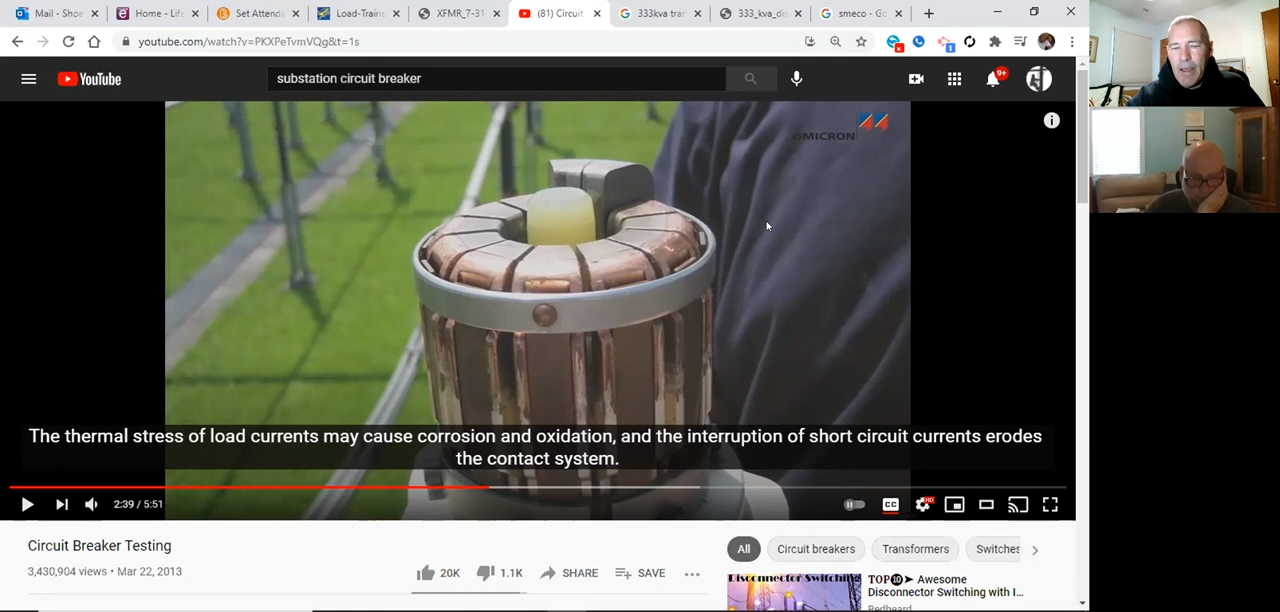 Mail - Shoe
Home - Life
Set Attenda
Load-Traine
XFMR_7-31
(81) Circuit
333kva tran
333_kva_dis
smeco - Go
youtube.com/watch?v=PKXPeTvmVQg&t=1s
YouTube
substation circuit breaker
9+
OMICRON
The thermal stress of load currents may cause corrosion and oxidation, and the interruption of short circuit currents erodes
the contact system.
2:39 / 5:51
CC
HD
Circuit Breaker Testing
3,430,904 views • Mar 22, 2013
20K
1.1K
SHARE
SAVE
All
Circuit breakers
Transformers
Switches
Disconnector Switching
TOP 10 ➤ Awesome
Disconnector Switching with I...
Redheard